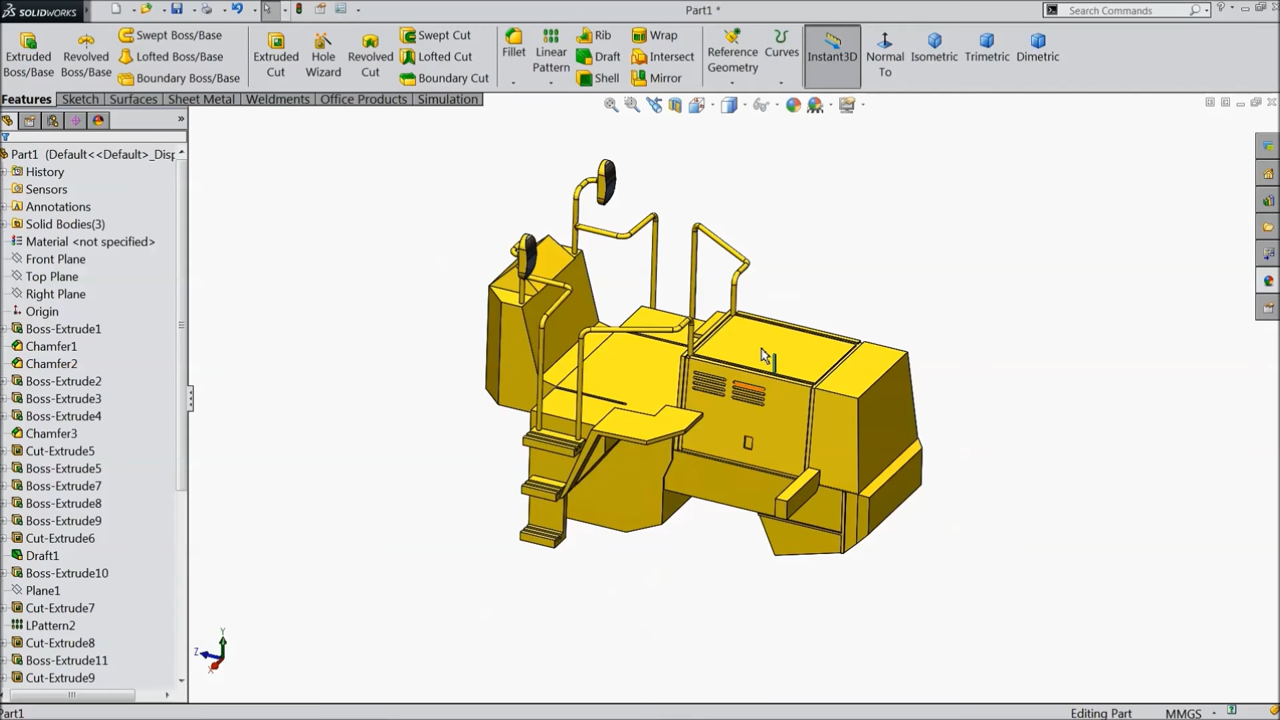 SOLIDWORKS
Part1 *
Search Commands
Extruded Boss/Base
Revolved Boss/Base
Swept Boss/Base
Lofted Boss/Base
Boundary Boss/Base
Extruded Cut
Hole Wizard
Revolved Cut
Swept Cut
Lofted Cut
Boundary Cut
Fillet
Linear Pattern
Rib
Draft
Shell
Wrap
Intersect
Mirror
Reference Geometry
Curves
Instant3D
Normal To
Isometric
Trimetric
Dimetric
Features Sketch Surfaces Sheet Metal Weldments Office Products Simulation
Part1 (Default<<Default>_Disp
History
Sensors
Annotations
Solid Bodies(3)
Material <not specified>
Front Plane
Top Plane
Right Plane
Origin
Boss-Extrude1
Chamfer1
Chamfer2
Boss-Extrude2
Boss-Extrude3
Boss-Extrude4
Chamfer3
Cut-Extrude5
Boss-Extrude5
Boss-Extrude7
Boss-Extrude8
Boss-Extrude9
Cut-Extrude6
Draft1
Boss-Extrude10
Plane1
Cut-Extrude7
LPattern2
Cut-Extrude8
Boss-Extrude11
Cut-Extrude9
Y
Z
X
Part1
Editing Part
MMGS